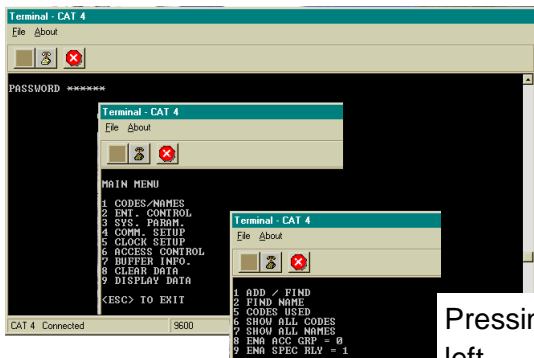 Terminal - CAT 4
File About
PASSWORD ******
Terminal - CAT 4
File About
MAIN MENU
1 CODES/NAMES
2 ENT. CONTROL
3 SYS. PARAM.
4 COMM. SETUP
5 CLOCK SETUP
6 ACCESS CONTROL
7 BUFFER INFO.
8 CLEAR DATA
9 DISPLAY DATA
<ESC> TO EXIT
CAT 4 Connected 9600
Terminal - CAT 4
File About
1 ADD / FIND
2 FIND NAME
5 CODES USED
6 SHOW ALL CODES
7 SHOW ALL NAMES
8 ENA ACC GRP = 0
9 ENA SPEC RLY = 1
Pressin
left